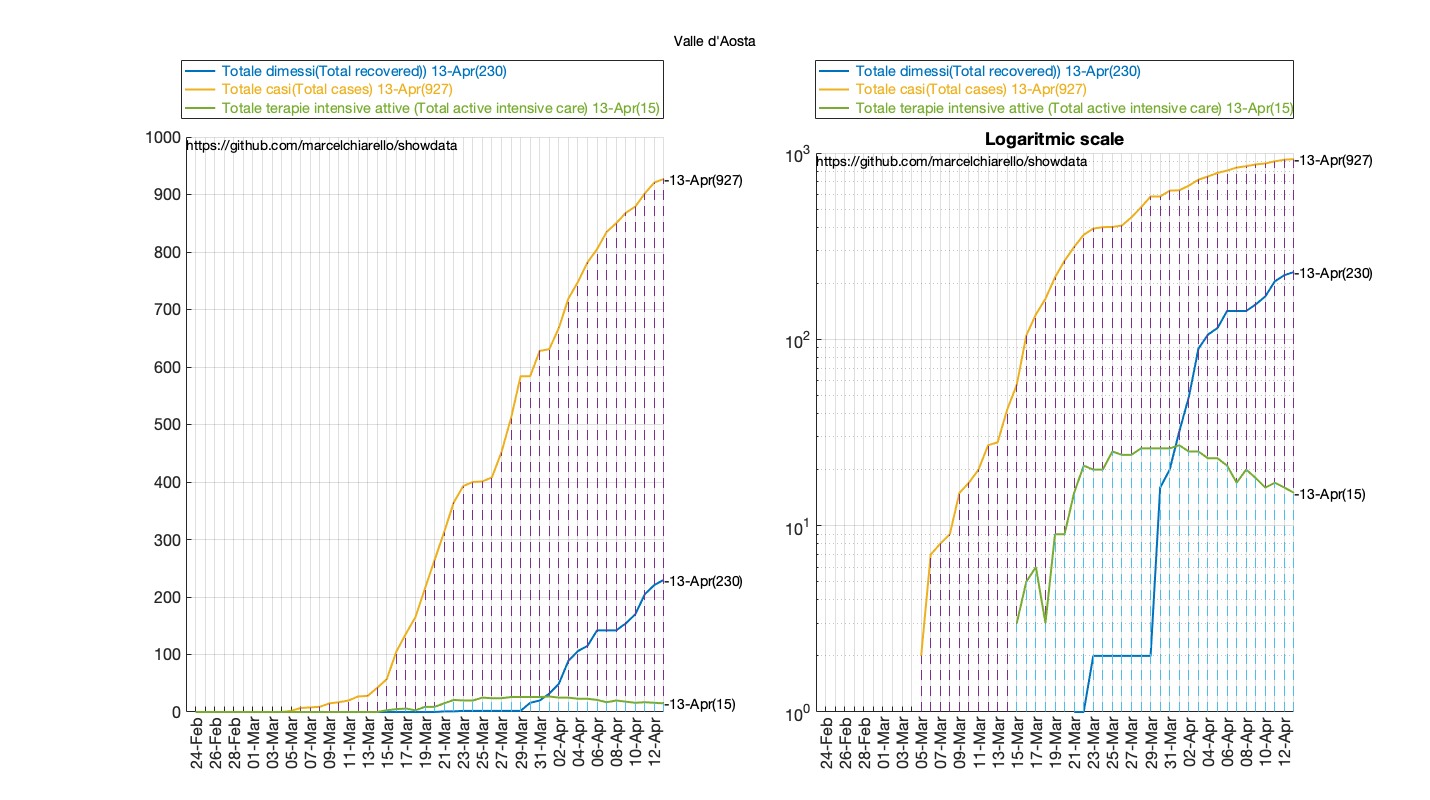 Valle d'Aosta
Totale dimessi(Total recovered)) 13-Apr(230)
Totale casi(Total cases) 13-Apr(927)
Totale terapie intensive attive (Total active intensive care) 13-Apr(15)
https://github.com/marcelchiarello/showdata
1000
900
800
700
600
500
400
300
200
100
0
13-Apr(927)
13-Apr(230)
13-Apr(15)
24-Feb
26-Feb
28-Feb
01-Mar
03-Mar
05-Mar
07-Mar
09-Mar
11-Mar
13-Mar
15-Mar
17-Mar
19-Mar
21-Mar
23-Mar
25-Mar
27-Mar
29-Mar
31-Mar
02-Apr
04-Apr
06-Apr
08-Apr
10-Apr
12-Apr
Totale dimessi(Total recovered)) 13-Apr(230)
Totale casi(Total cases) 13-Apr(927)
Totale terapie intensive attive (Total active intensive care) 13-Apr(15)
Logaritmic scale
https://github.com/marcelchiarello/showdata
10³
10²
10¹
10⁰
13-Apr(927)
13-Apr(230)
13-Apr(15)
24-Feb
26-Feb
28-Feb
01-Mar
03-Mar
05-Mar
07-Mar
09-Mar
11-Mar
13-Mar
15-Mar
17-Mar
19-Mar
21-Mar
23-Mar
25-Mar
27-Mar
29-Mar
31-Mar
02-Apr
04-Apr
06-Apr
08-Apr
10-Apr
12-Apr